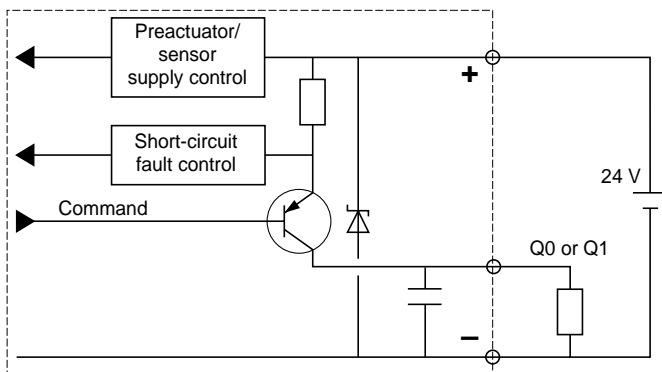 Preactuator/
sensor
supply control
+
Short-circuit
fault control
24 V
Command
Q0 or Q1
–